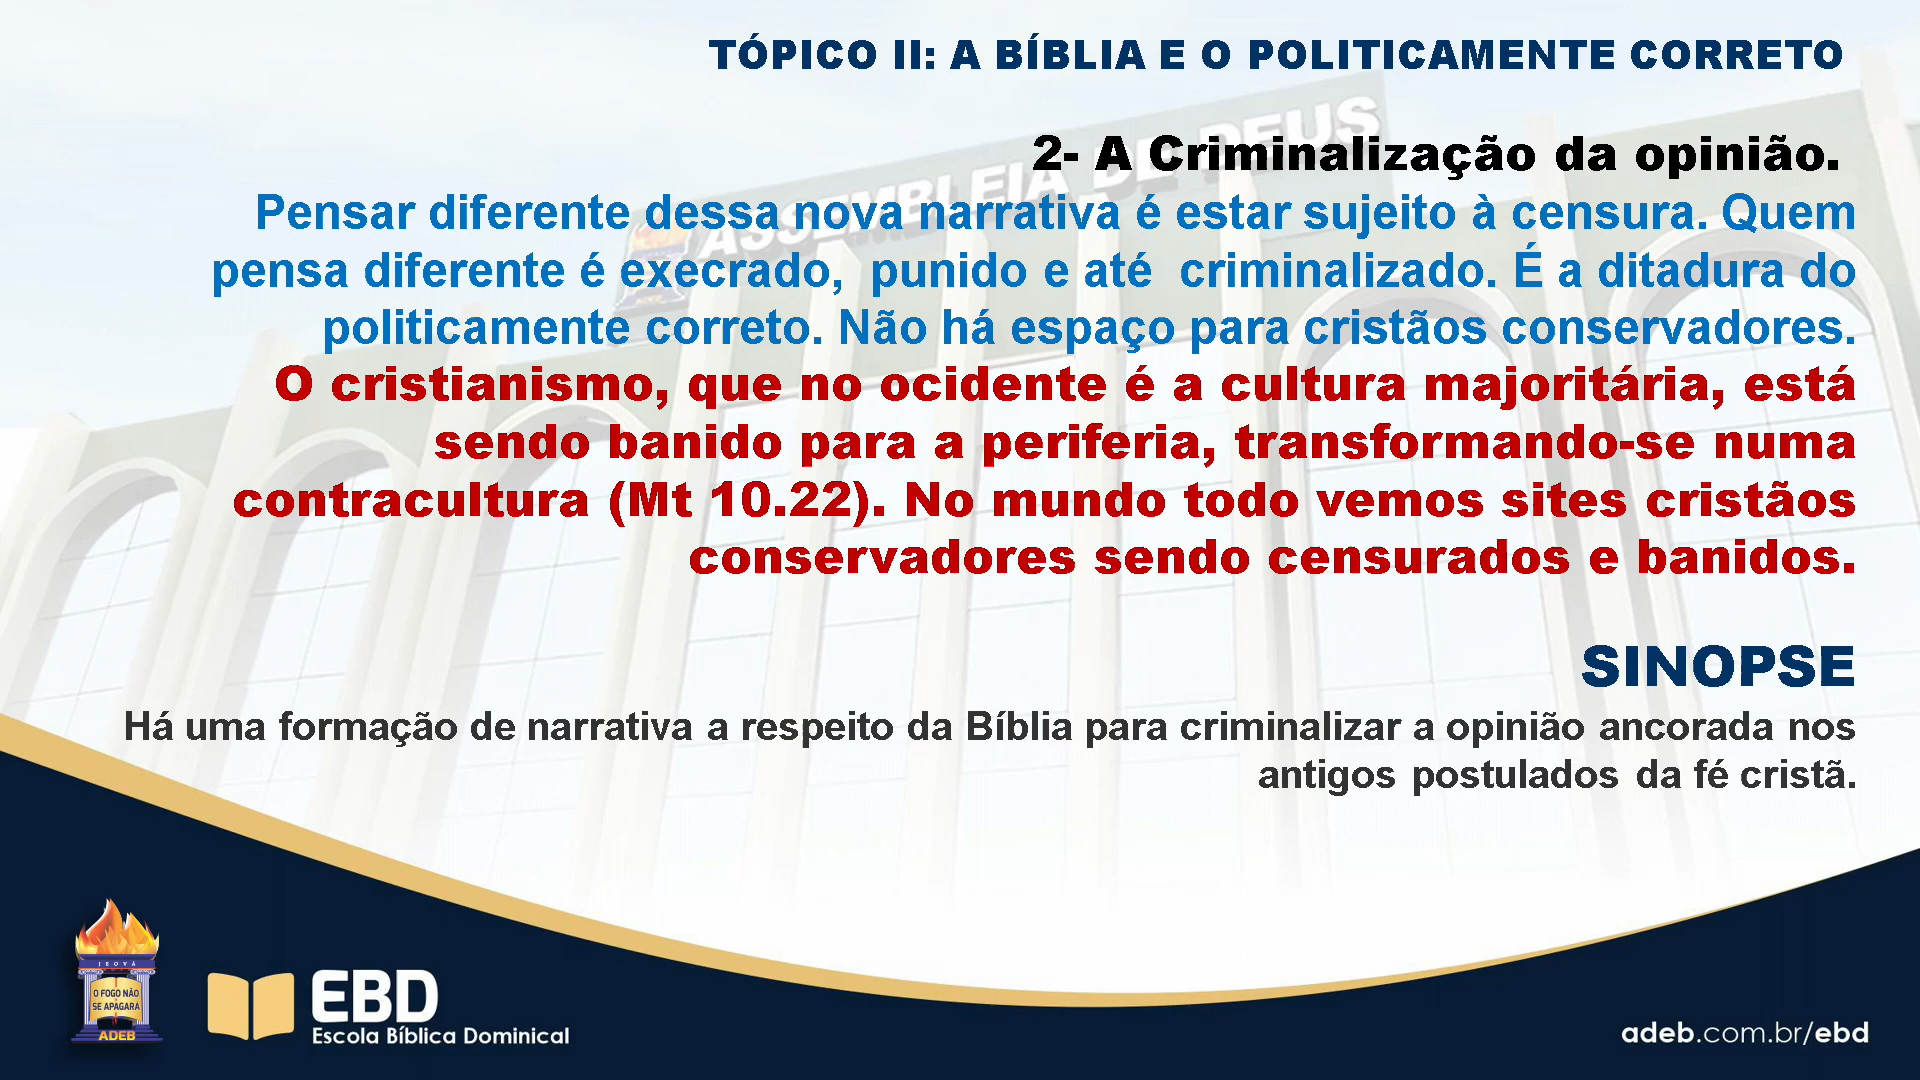 TÓPICO II: A BÍBLIA E O POLITICAMENTE CORRETO
ASSEMBLEIA DE DEUS
2- A Criminalização da opinião.
Pensar diferente dessa nova narrativa é estar sujeito à censura. Quem
pensa diferente é execrado, punido e até criminalizado. É a ditadura do
politicamente correto. Não há espaço para cristãos conservadores.
O cristianismo, que no ocidente é a cultura majoritária, está
sendo banido para a periferia, transformando-se numa
contracultura (Mt 10.22). No mundo todo vemos sites cristãos
conservadores sendo censurados e banidos.
SINOPSE
Há uma formação de narrativa a respeito da Bíblia para criminalizar a opinião ancorada nos
antigos postulados da fé cristã.
JEOVÁ
O FOGO NÃO
SE APAGARÁ
ADEB
EBD
Escola Bíblica Dominical
adeb.com.br/ebd